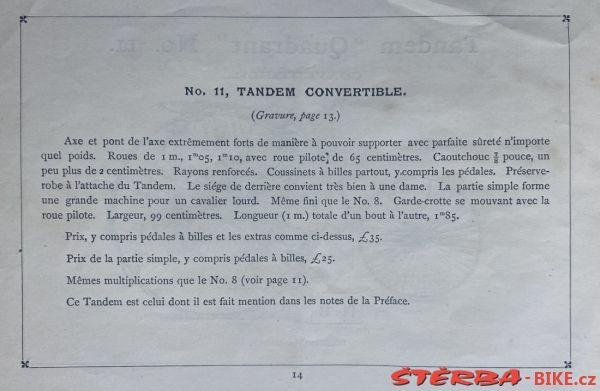 No. 11, TANDEM CONVERTIBLE.
(Gravure, page 13.)
Axe et pont de l'axe extrêmement forts de manière à pouvoir supporter avec parfaite sûreté n'importe
quel poids. Roues de 1 m., 1ᵐ05, 1ᵐ10, avec roue pilote, de 65 centimètres. Caoutchouc ⅞ pouce, un
peu plus de 2 centimètres. Rayons renforcés. Coussinets à billes partout, y.compris les pédales. Préserve-
robe à l'attache du Tandem. Le siége de derrière convient très bien à une dame. La partie simple forme
une grande machine pour un cavalier lourd. Même fini que le No. 8. Garde-crotte se mouvant avec la
roue pilote. Largeur, 99 centimètres. Longueur (1 m.) totale d'un bout à l'autre, 1ᵐ85.
Prix, y compris pédales à billes et les extras comme ci-dessus, £35.
Prix de la partie simple, y compris pédales à billes, £25.
Mêmes multiplications que le No. 8 (voir page 11).
Ce Tandem est celui dont il est fait mention dans les notes de la Préface.
14
ŠTĚRBA-BIKE.cz